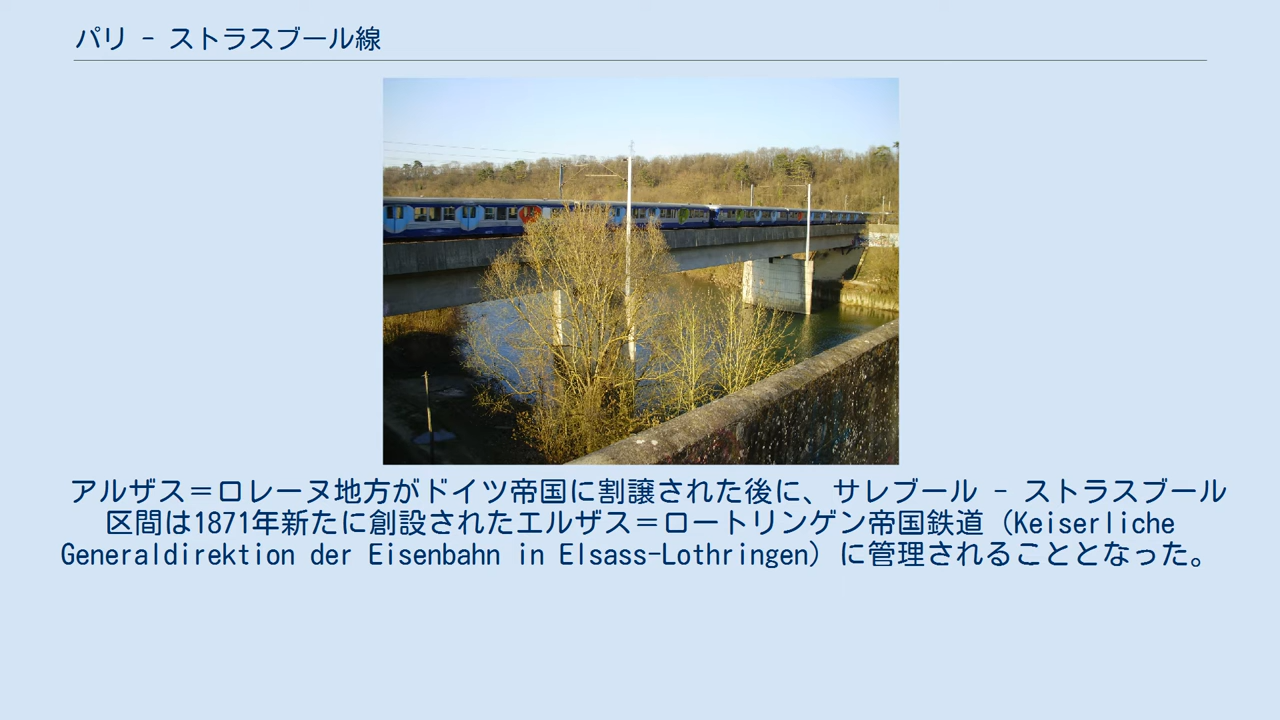 パリ - ストラスブール線
アルザス＝ロレーヌ地方がドイツ帝国に割譲された後に、サレブール - ストラスブール
区間は1871年新たに創設されたエルザス＝ロートリンゲン帝国鉄道（Keiserliche
Generaldirektion der Eisenbahn in Elsass-Lothringen）に管理されることとなった。